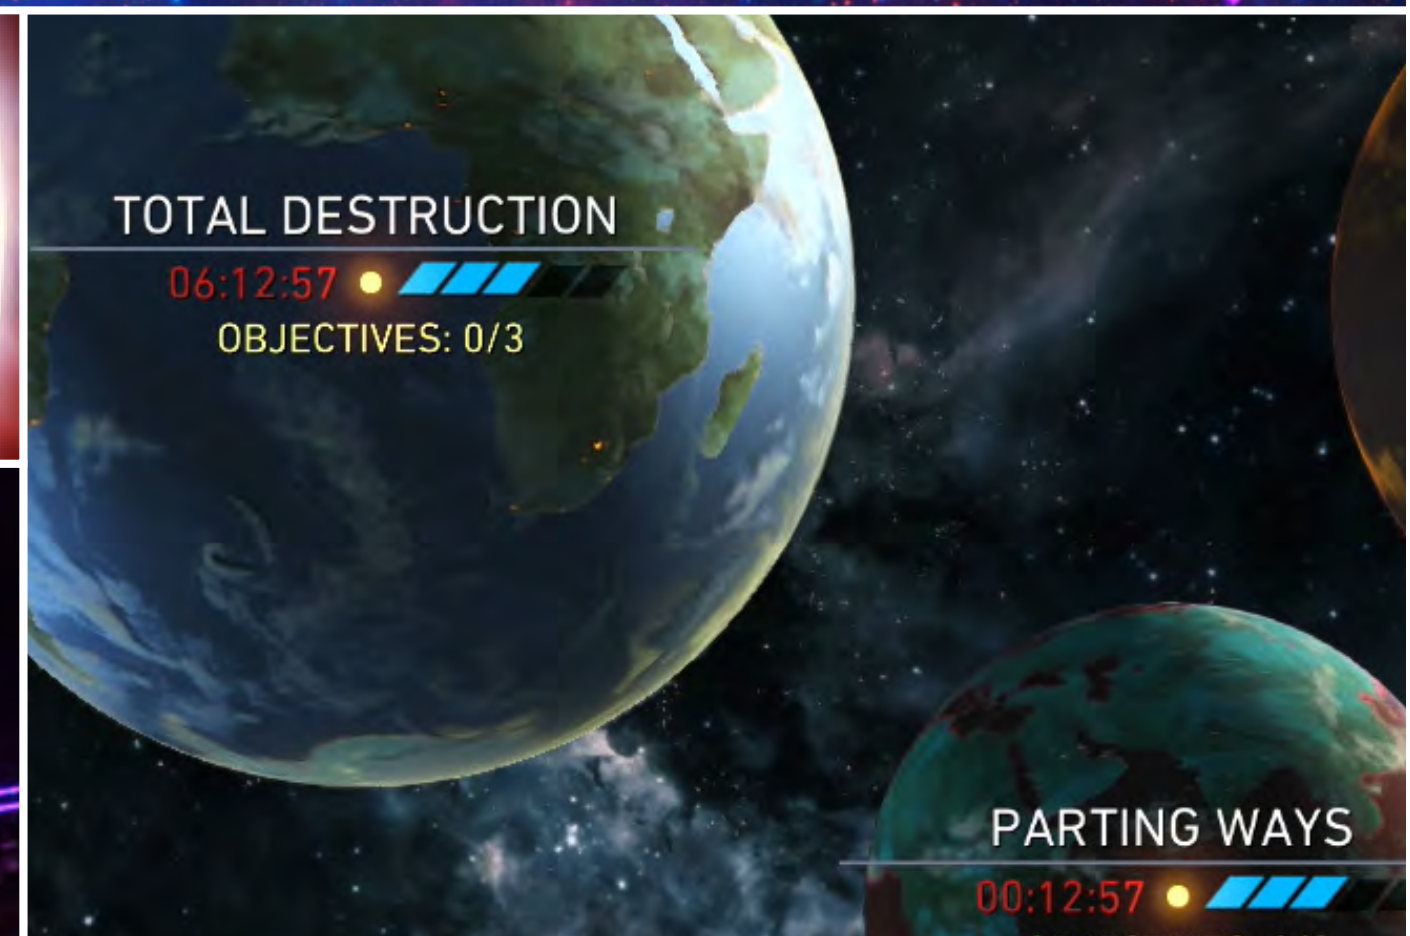 TOTAL DESTRUCTION
06:12:57
OBJECTIVES: 0/3
PARTING WAYS
00:12:57